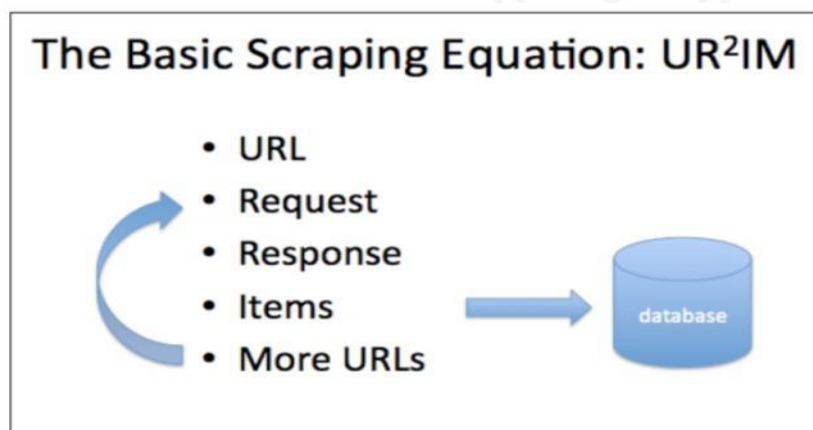 The Basic Scraping Equation: UR²IM
• URL
• Request
• Response
• Items
• More URLs
database